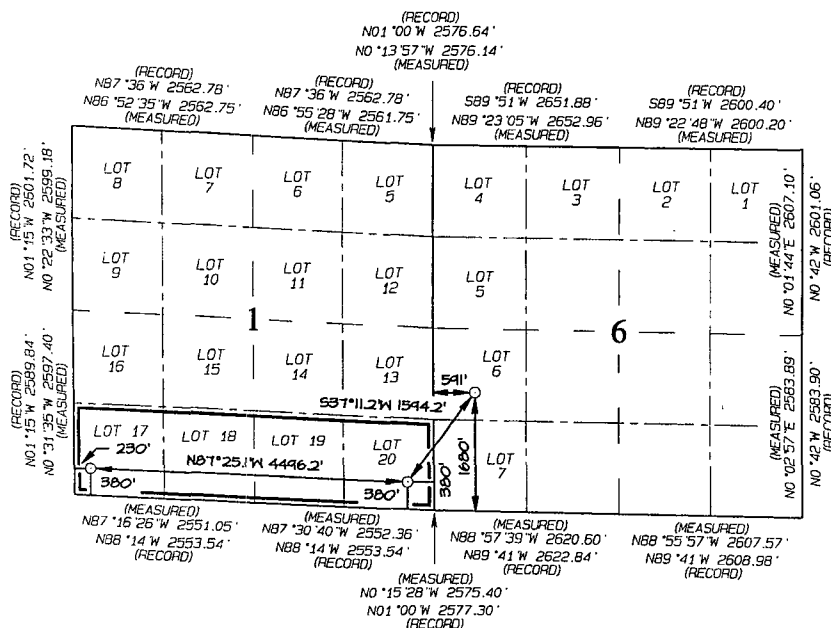 (RECORD)
N01 °00 'W 2576.64'
N0 °13'57"W 2576.14'
(MEASURED)
(RECORD)
N87 °36 'W 2562.78'
N86 °52'35"W 2562.75'
(MEASURED)
(RECORD)
N87 °36 'W 2562.78'
N86 °55'28"W 2561.75'
(MEASURED)
(RECORD)
S89 °51'W 2651.88'
N89 °23'05"W 2652.96'
(MEASURED)
(RECORD)
S89 °51'W 2600.40'
N89 °22'48"W 2600.20'
(MEASURED)
(RECORD)
N01 °15'W 2601.72'
N0 °22'33"W 2599.18'
(MEASURED)
LOT 8
LOT 7
LOT 6
LOT 5
LOT 4
LOT 3
LOT 2
LOT 1
(MEASURED)
N0 °01'44"E 2607.10'
N0 °42'W 2601.06'
(RECORD)
LOT 9
LOT 10
LOT 11
LOT 12
LOT 5
1
6
(RECORD)
N01 °15'W 2589.84'
N0 °31'35"W 2597.40'
(MEASURED)
LOT 16
LOT 15
LOT 14
LOT 13
LOT 6
591'
S37°11.2'W 1594.2'
(MEASURED)
N0 °02'57"E 2583.89'
N0 °42'W 2583.90'
(RECORD)
LOT 17
LOT 18
LOT 19
LOT 20
LOT 7
230'
N87°25.1'W 4496.2'
380'
380'
380'
1680'
(MEASURED)
N87 °16'26"W 2551.05'
N88 °14'W 2553.54'
(RECORD)
(MEASURED)
N87 °30'40"W 2552.36'
N88 °14'W 2553.54'
(RECORD)
(MEASURED)
N88 °57'39"W 2620.60'
N89 °41'W 2622.84'
(RECORD)
(MEASURED)
N88 °55'57"W 2607.57'
N89 °41'W 2608.98'
(RECORD)
(MEASURED)
N0 °15'28"W 2575.40'
N01 °00'W 2577.30'
(RECORD)